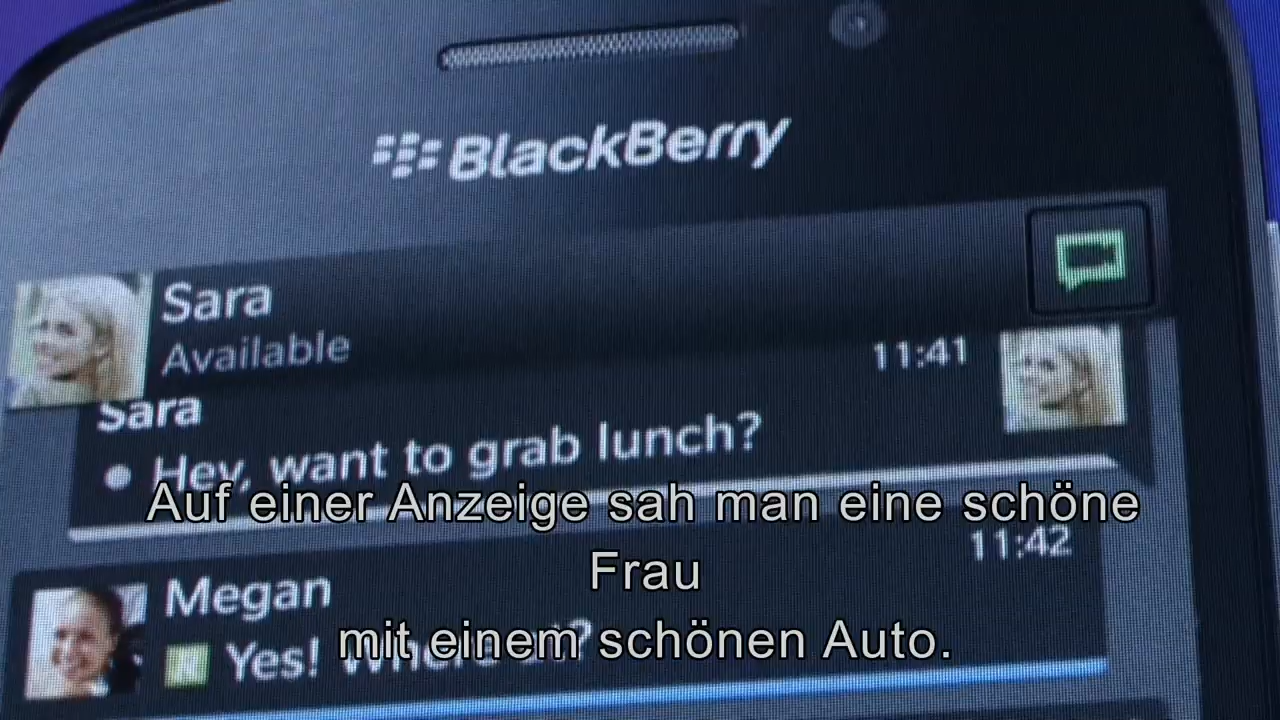 BlackBerry
Sara
Available
11:41
Sara
Hey, want to grab lunch?
Auf einer Anzeige sah man eine schöne
Frau
mit einem schönen Auto.
11:42
Megan
Yes!